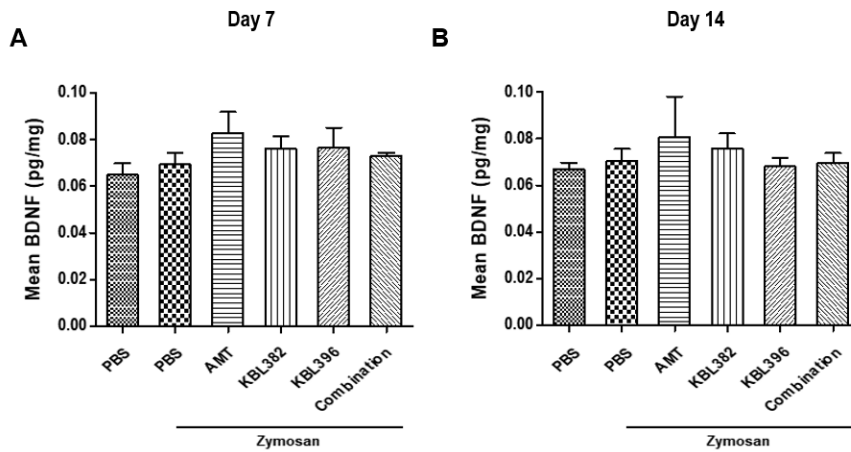 A
Day 7
Mean BDNF (pg/mg)
0.10
0.08
0.06
0.04
0.02
0.00
PBS
PBS
AMT
KBL382
KBL396
Combination
Zymosan
B
Day 14
Mean BDNF (pg/mg)
0.10
0.08
0.06
0.04
0.02
0.00
PBS
PBS
AMT
KBL382
KBL396
Combination
Zymosan